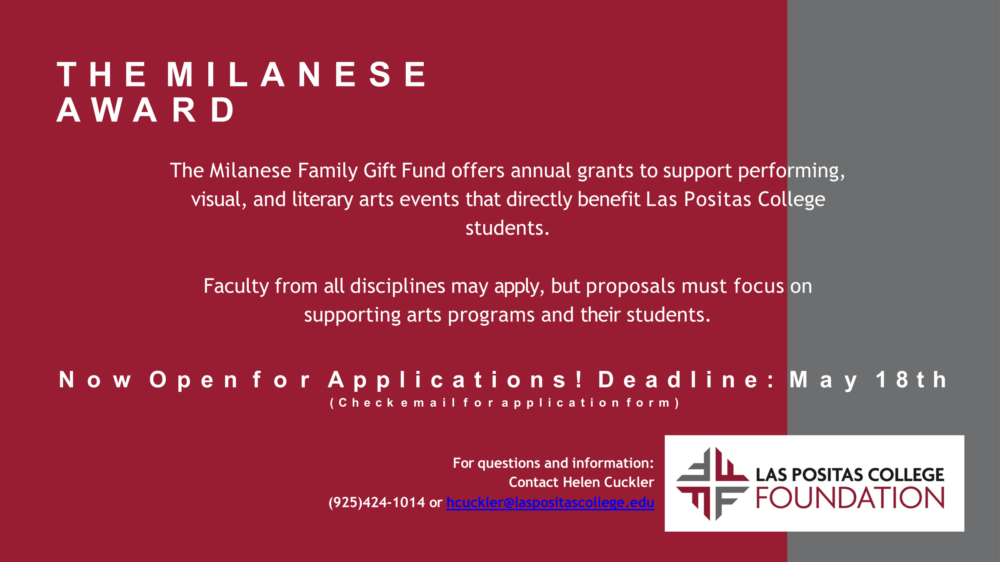 THE MILANESE
AWARD
The Milanese Family Gift Fund offers annual grants to support performing,
visual, and literary arts events that directly benefit Las Positas College
students.
Faculty from all disciplines may apply, but proposals must focus on
supporting arts programs and their students.
Now Open for Applications! Deadline: May 18th
(Check email for application form)
For questions and information:
Contact Helen Cuckler
(925)424-1014 or hcuckler@laspositascollege.edu
LAS POSITAS COLLEGE
FOUNDATION